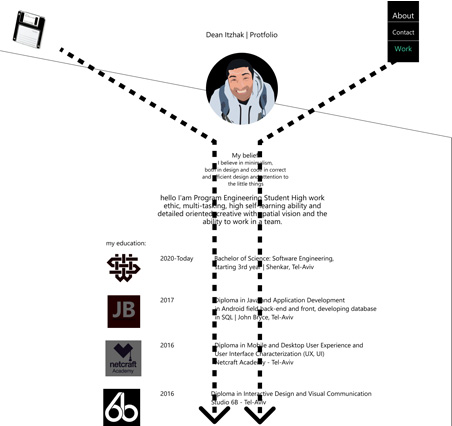 About
Dean Itzhak | Protfolio
Contact
Work
My belief
I believe in minimalism,
both in design and code in correct
and efficient design and attention to
the little things
hello I'am Program Engineering Student High work
ethic, multi-tasking, high self-learning ability and
detailed oriented creative with spatial vision and the
ability to work in a team.
my education:
2020-Today
Bachelor of Science: Software Engineering,
starting 3rd year | Shenkar, Tel-Aviv
JB
2017
Diploma in Java and Application Development
in Android field back-end and front, developing database
in SQL | John Bryce, Tel-Aviv
netcraft
Academy
2016
Diploma in Mobile and Desktop User Experience and
User Interface Characterization (UX, UI)
Netcraft Academy - Tel-Aviv
6b
2016
Diploma in Interactive Design and Visual Communication
Studio 6B - Tel-Aviv